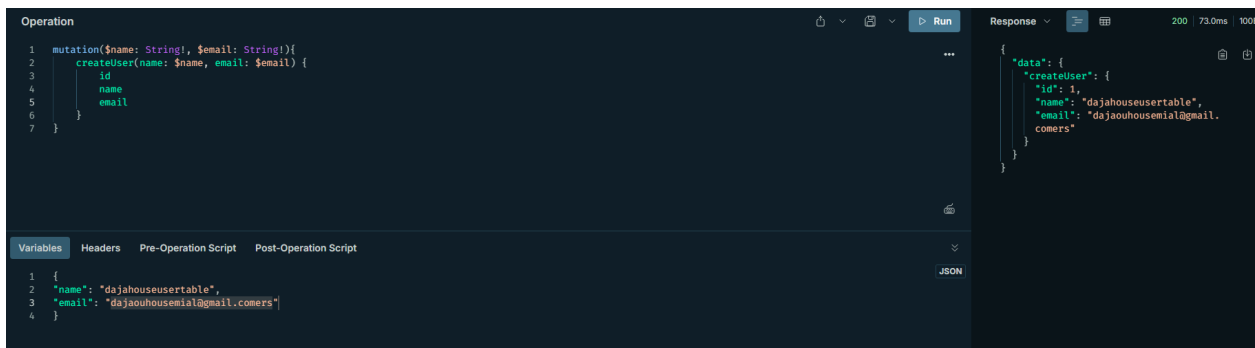 Operation
Run
1 mutation($name: String!, $email: String!){
2 createUser(name: $name, email: $email) {
3 id
4 name
5 email
6 }
7 }
Variables Headers Pre-Operation Script Post-Operation Script
JSON
1 {
2 "name": "dajahouseusertable",
3 "email": "dajaouhousemial@gmail.comers"
4 }
Response 200 73.0ms
{
"data": {
"createUser": {
"id": 1,
"name": "dajahouseusertable",
"email": "dajaouhousemial@gmail.
comers"
}
}
}